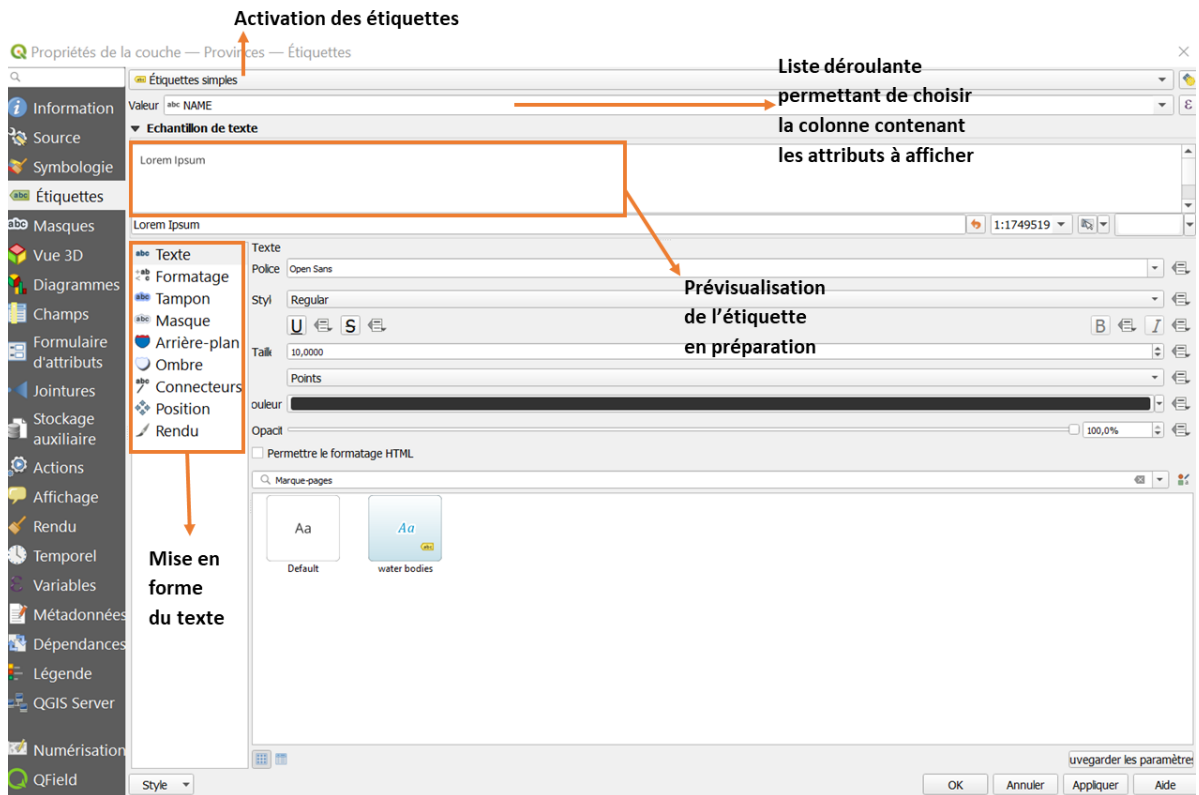 Activation des étiquettes
Propriétés de la couche — Provinces — Étiquettes
Étiquettes simples
Valeur abc NAME
Echantillon de texte
Lorem Ipsum
Lorem Ipsum
1:1749519
Liste déroulante
permettant de choisir
la colonne contenant
les attributs à afficher
Information
Source
Symbologie
Étiquettes
Masques
Vue 3D
Diagrammes
Champs
Formulaire
d'attributs
Jointures
Stockage
auxiliaire
Actions
Affichage
Rendu
Temporel
Variables
Métadonnées
Dépendances
Légende
QGIS Server
Numérisation
QField
Texte
Formatage
Tampon
Masque
Arrière-plan
Ombre
Connecteurs
Position
Rendu
Mise en
forme
du texte
Texte
Police Open Sans
Styl Regular
U S B I
Taill 10,0000
Points
ouleur
Opacit 100,0%
Permettre le formatage HTML
Prévisualisation
de l’étiquette
en préparation
Marque-pages
Aa Aa
Default water bodies
uvegarder les paramètres
Style OK Annuler Appliquer Aide